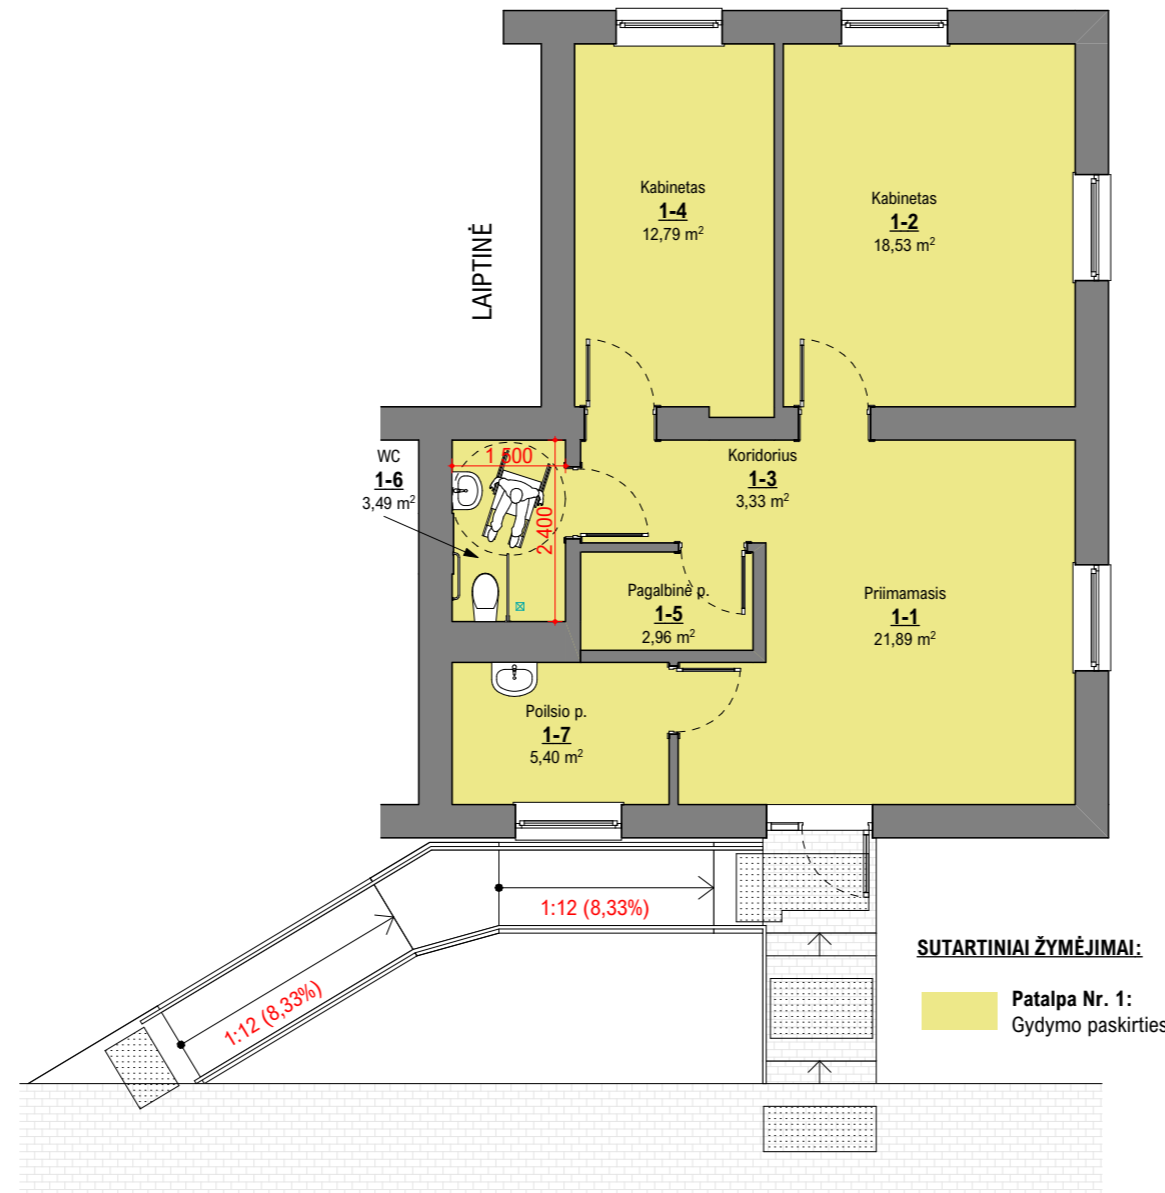 Kabinetas
1-4
12,79 m²
Kabinetas
1-2
18,53 m²
LAIPTINĖ
WC
1-6
3,49 m²
1 500
2 400
Koridorius
1-3
3,33 m²
Pagalbinė p.
1-5
2,96 m²
Priimamasis
1-1
21,89 m²
Poilsio p.
1-7
5,40 m²
1:12 (8,33%)
1:12 (8,33%)
SUTARTINIAI ŽYMĖJIMAI:
Patalpa Nr. 1:
Gydymo paskirties